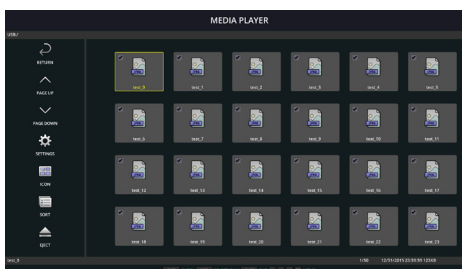 MEDIA PLAYER
USB:/
RETURN
PAGE UP
PAGE DOWN
SETTINGS
ICON
SORT
EJECT
test_0 test_1 test_2 test_3 test_4 test_5
test_6 test_7 test_8 test_9 test_10 test_11
test_12 test_13 test_14 test_15 test_16 test_17
test_18 test_19 test_20 test_21 test_22 test_23
test_0 1/50 12/31/2015 23:59:59